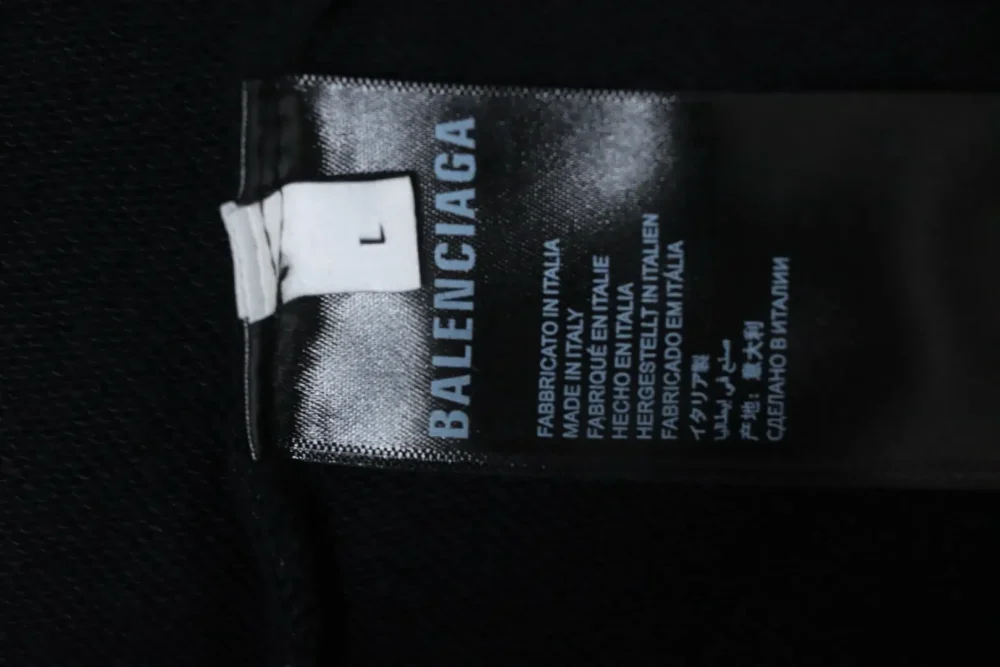 L
BALENCIAGA
FABBRICATO IN ITALIA
MADE IN ITALY
FABRIQUÉ EN ITALIE
HECHO EN ITALIA
HERGESTELLT IN ITALIEN
FABRICADO EM ITÁLIA
イタリア製
صنع في إيطاليا
产地：意大利
СДЕЛАНО В ИТАЛИИ